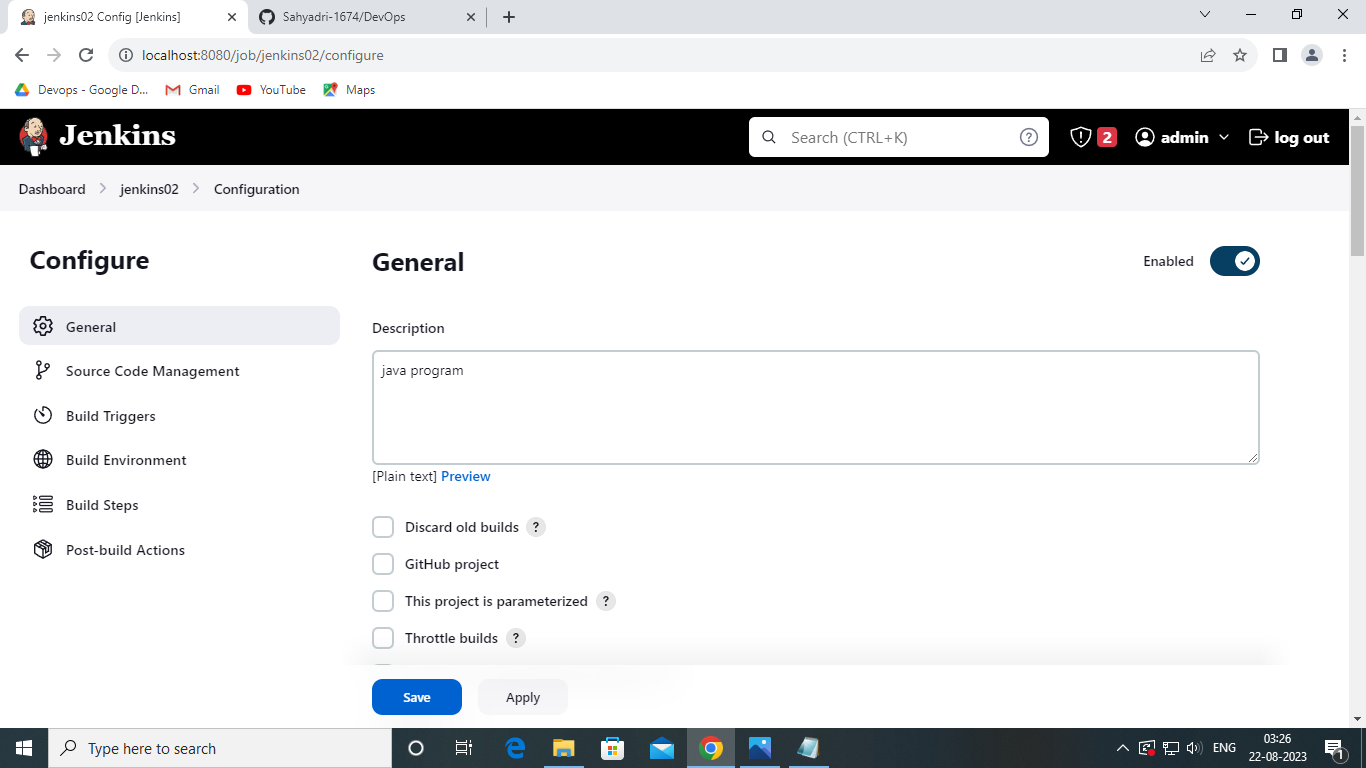 jenkins02 Config [Jenkins]
Sahyadri-1674/DevOps
localhost:8080/job/jenkins02/configure
Devops - Google D...
Gmail
YouTube
Maps
Jenkins
Search (CTRL+K)
?
2
admin
log out
Dashboard
jenkins02
Configuration
Configure
General
Source Code Management
Build Triggers
Build Environment
Build Steps
Post-build Actions
General
Enabled
Description
java program
[Plain text] Preview
Discard old builds ?
GitHub project
This project is parameterized ?
Throttle builds ?
Save
Apply
Type here to search
ENG
03:26
22-08-2023
1